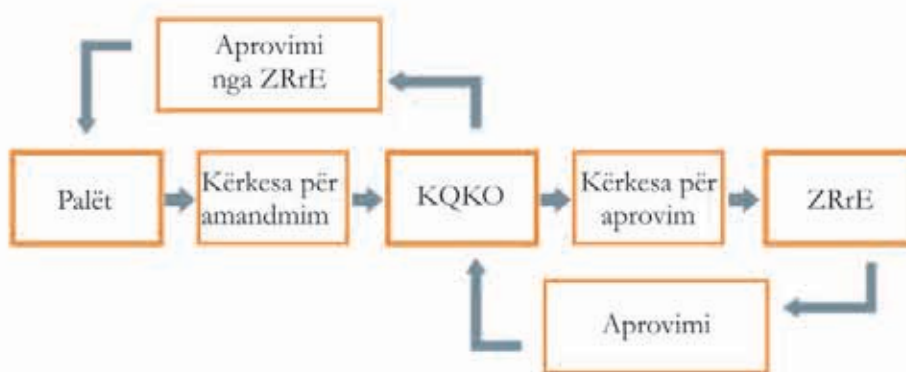 Aprovimi
nga ZRrE
Palët
Kërkesa për
amandmim
KQKO
Kërkesa për
aprovim
ZRrE
Aprovimi